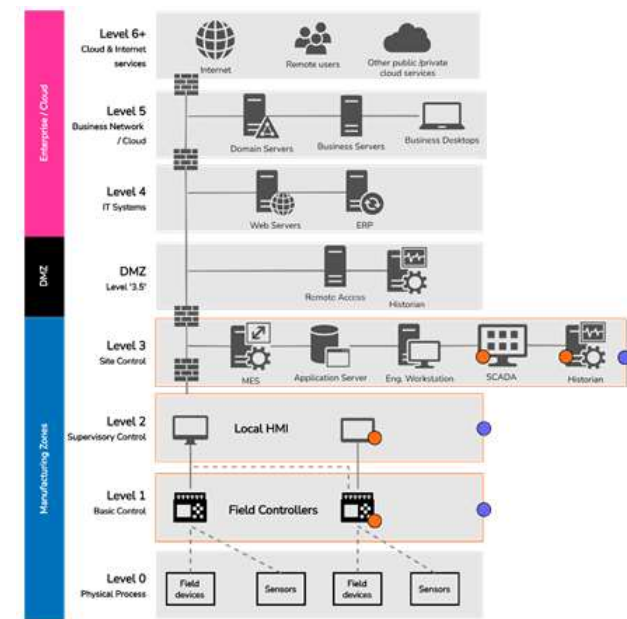 Enterprise / Cloud
DMZ
Manufacturing Zones
Level 6+
Cloud & Internet
services
Internet
Remote users
Other public /private
cloud services
Level 5
Business Network
/ Cloud
Domain Servers
Business Servers
Business Desktops
Level 4
IT Systems
Web Servers
ERP
DMZ
Level '3.5'
Remote Access
Historian
Level 3
Site Control
MES
Application Server
Eng. Workstation
SCADA
Historian
Level 2
Supervisory Control
Local HMI
Level 1
Basic Control
Field Controllers
Level 0
Physical Process
Field
devices
Sensors
Field
devices
Sensors